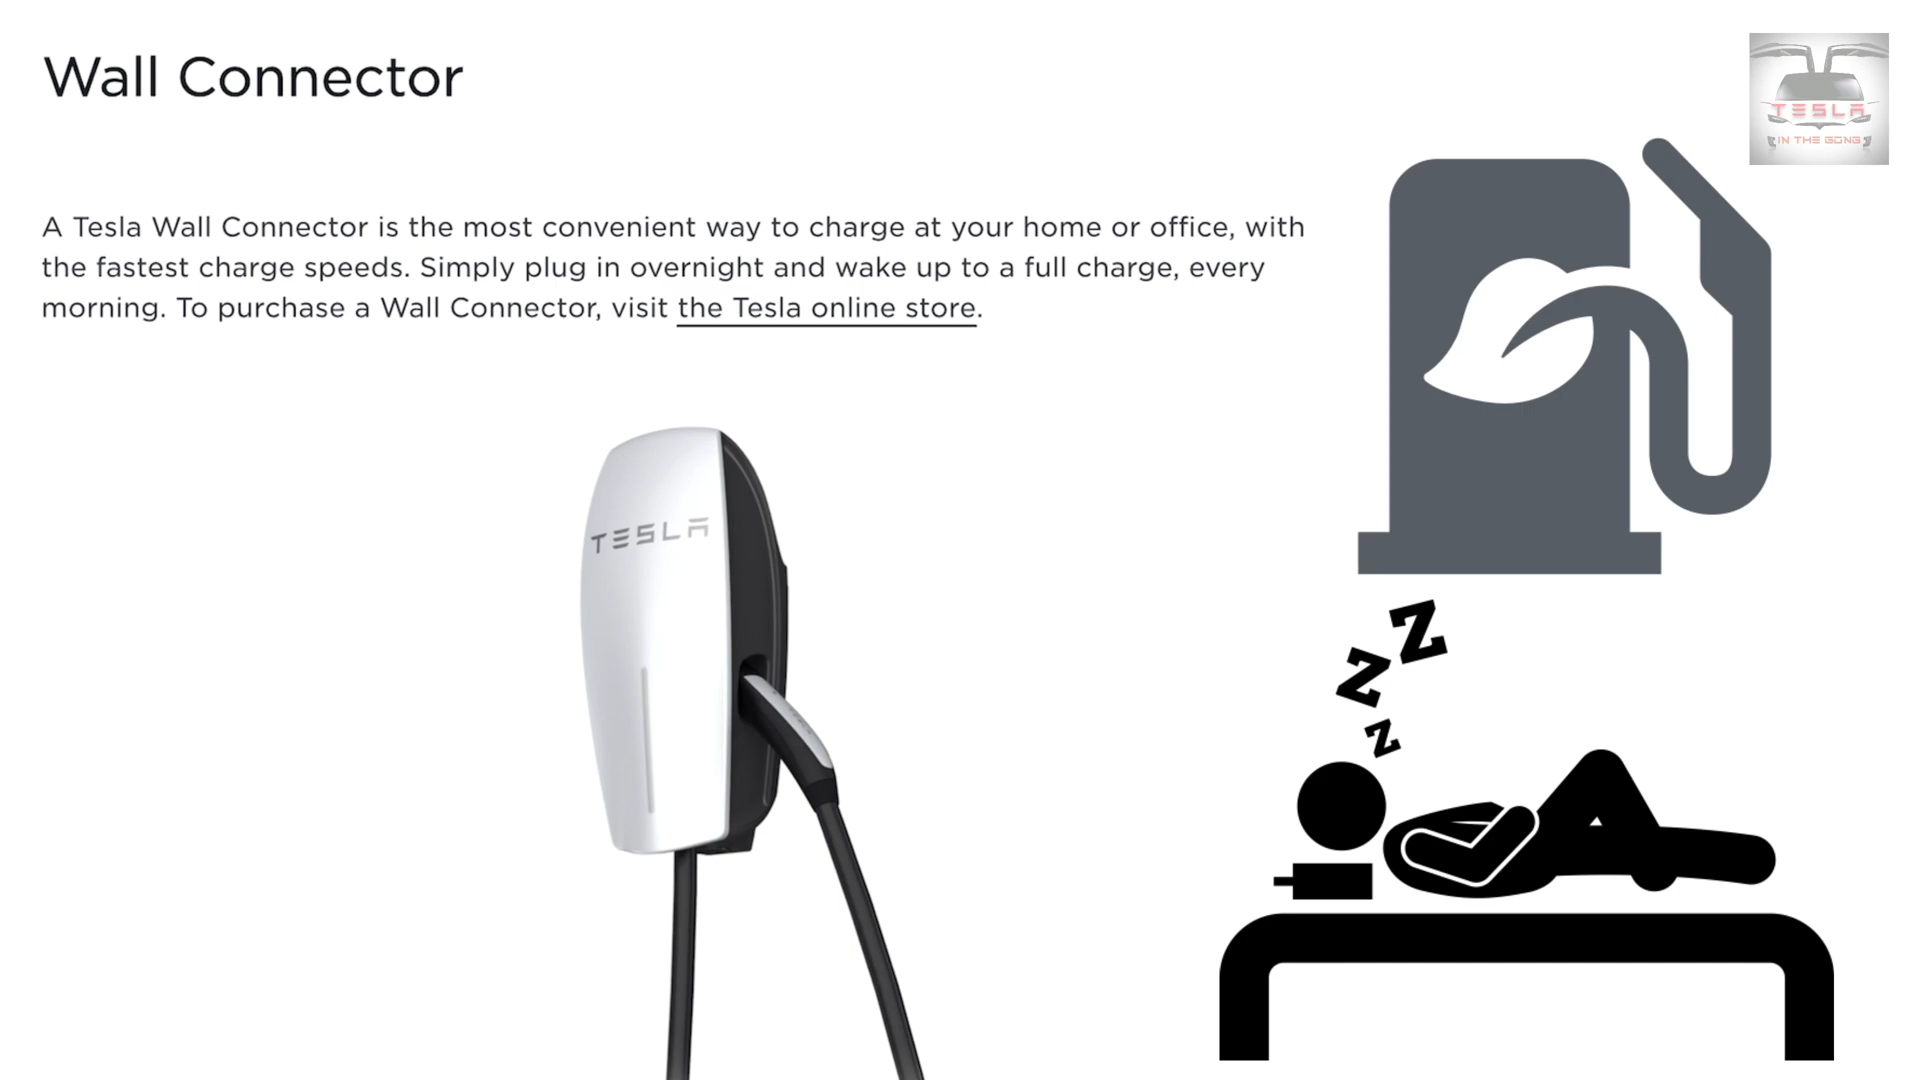 Wall Connector
TESLA
IN THE GONG
A Tesla Wall Connector is the most convenient way to charge at your home or office, with
the fastest charge speeds. Simply plug in overnight and wake up to a full charge, every
morning. To purchase a Wall Connector, visit the Tesla online store.
TESLA
Z
Z
Z